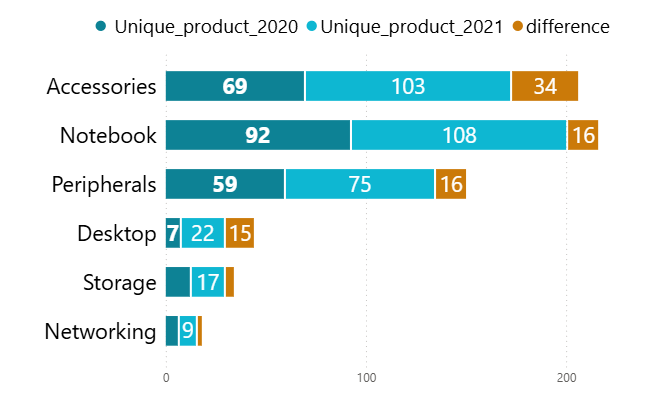 Unique_product_2020 Unique_product_2021 difference
Accessories 69 103 34
Notebook 92 108 16
Peripherals 59 75 16
Desktop 7 22 15
Storage 17
Networking 9
0 100 200